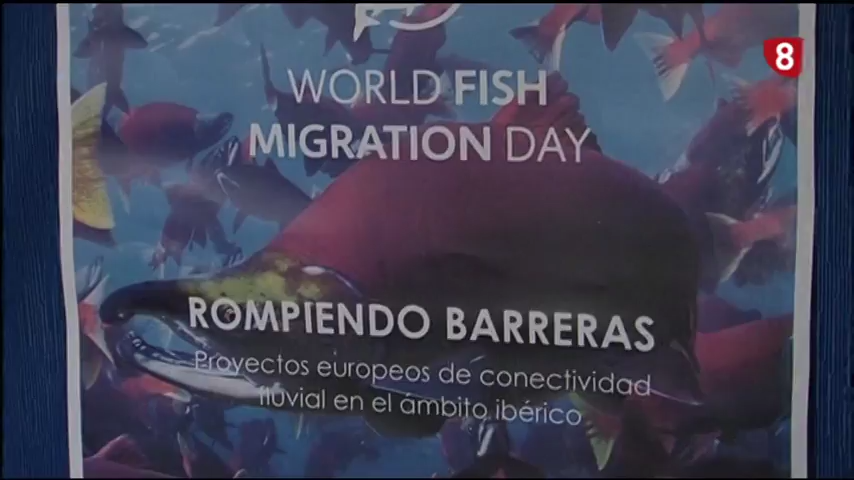 8
WORLD FISH
MIGRATION DAY
ROMPIENDO BARRERAS
Proyectos europeos de conectividad
fluvial en el ámbito ibérico